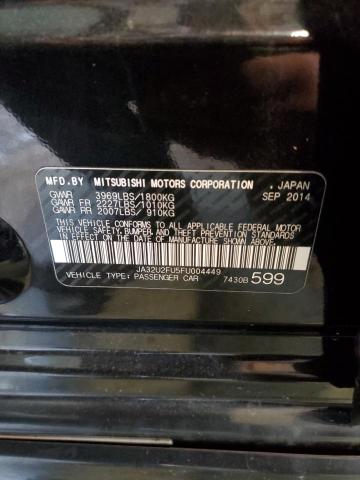 MFD.BY MITSUBISHI MOTORS CORPORATION . JAPAN
GVWR 3969LBS/1800KG SEP 2014
GAWR FR 2227LBS/1010KG
GAWR RR 2007LBS/ 910KG
THIS VEHICLE CONFORMS TO ALL APPLICABLE FEDERAL MOTOR
VEHICLE SAFETY, BUMPER, AND THEFT PREVENTION STANDARDS IN
EFFECT ON THE DATE OF MANUFACTURE SHOWN ABOVE.
JA32U2FU5FU004449
VEHICLE TYPE: PASSENGER CAR 7430B 599